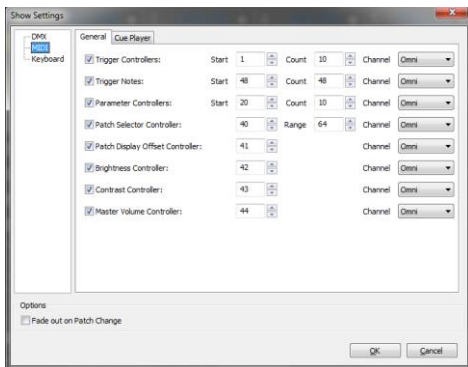 Show Settings
DMX
MIDI
Keyboard
General Cue Player
Trigger Controllers: Start 1 Count 10 Channel Omni
Trigger Notes: Start 48 Count 48 Channel Omni
Parameter Controllers: Start 20 Count 10 Channel Omni
Patch Selector Controller: 40 Range 64 Channel Omni
Patch Display Offset Controller: 41 Channel Omni
Brightness Controller: 42 Channel Omni
Contrast Controller: 43 Channel Omni
Master Volume Controller: 44 Channel Omni
Options
Fade out on Patch Change
OK Cancel